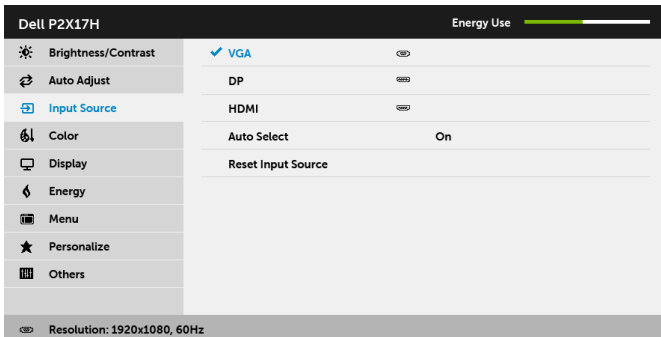 Dell P2X17H
Energy Use
Brightness/Contrast
Auto Adjust
Input Source
Color
Display
Energy
Menu
Personalize
Others
VGA
DP
HDMI
Auto Select On
Reset Input Source
Resolution: 1920x1080, 60Hz